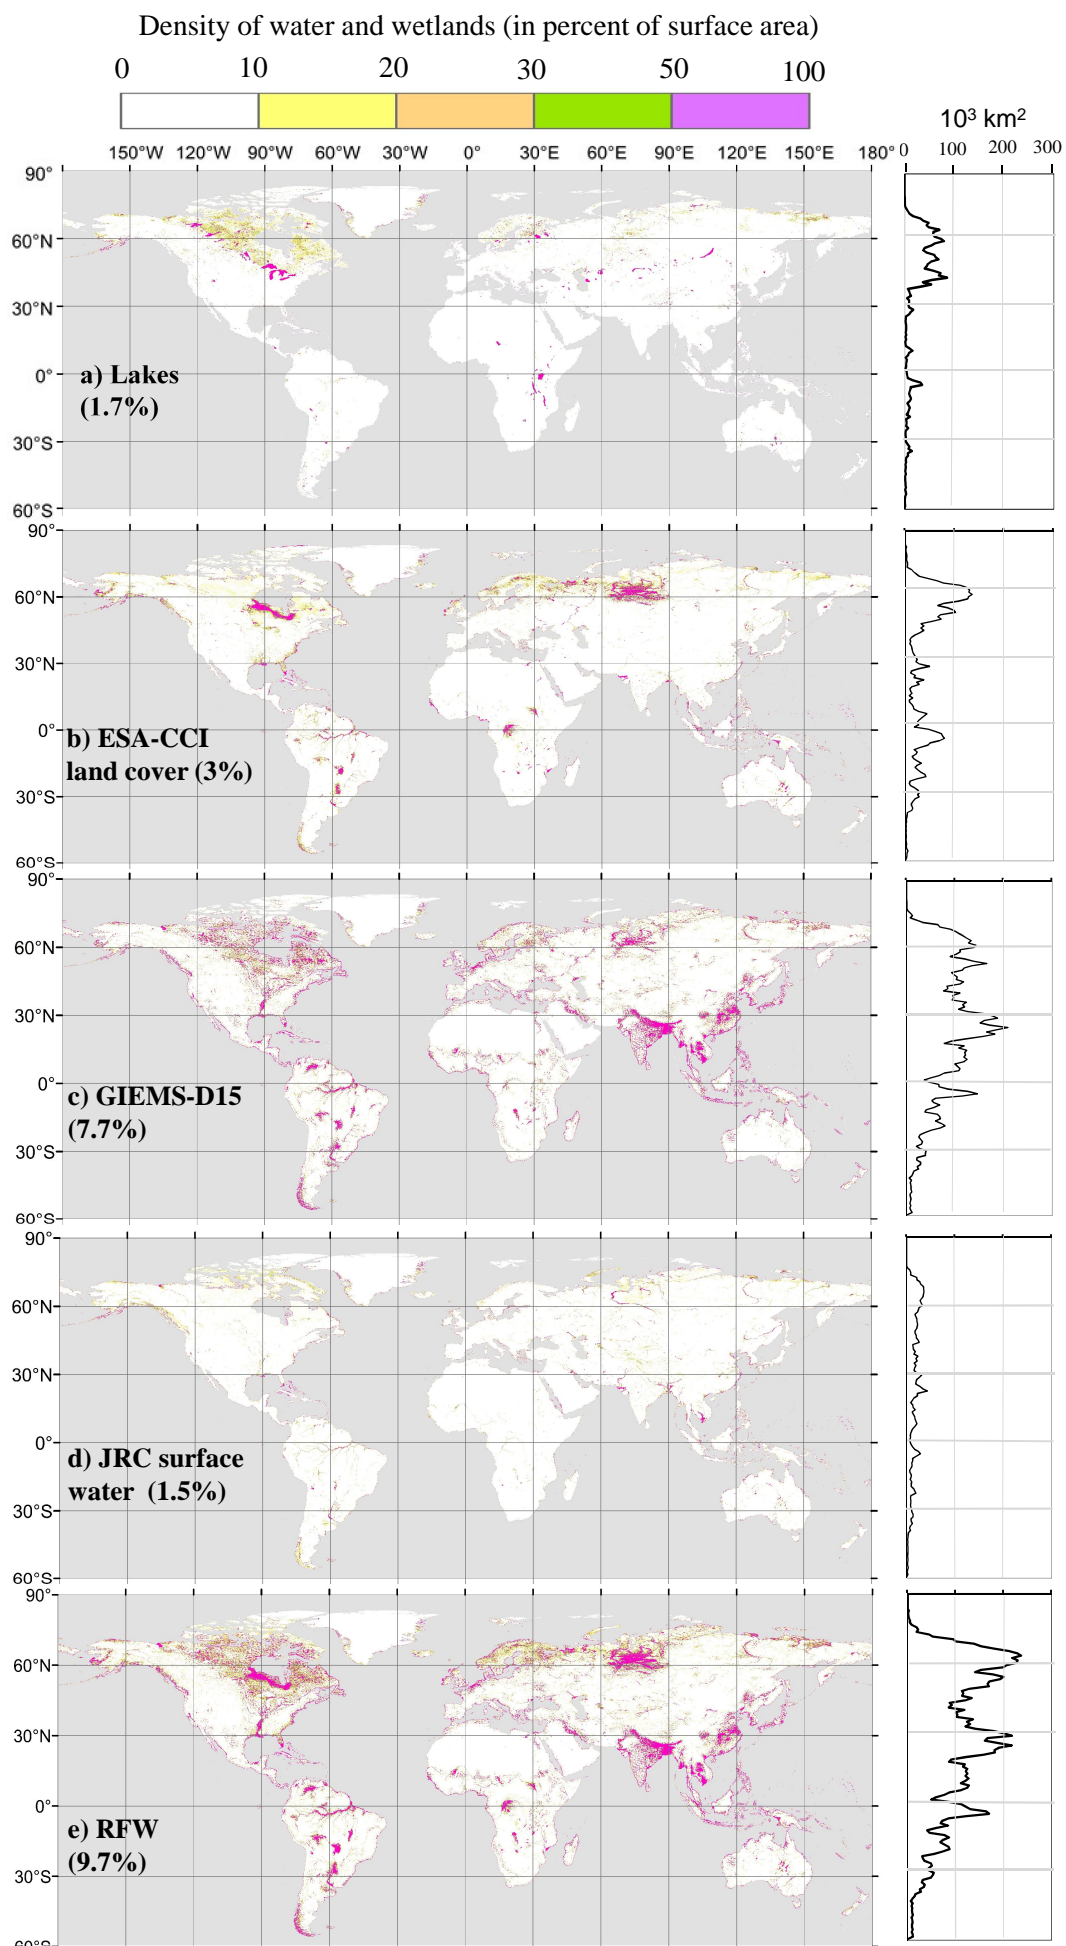 Density of water and wetlands (in percent of surface area)
0 10 20 30 50 100
10³ km²
150°W 120°W 90°W 60°W 30°W 0° 30°E 60°E 90°E 120°E 150°E 180°
0 100 200 300
90°
60°N
30°N
0°
30°S
60°S
a) Lakes
(1.7%)
90°
60°N
30°N
0°
30°S
60°S
b) ESA-CCI
land cover (3%)
90°
60°N
30°N
0°
30°S
60°S
c) GIEMS-D15
(7.7%)
90°
60°N
30°N
0°
30°S
60°S
d) JRC surface
water (1.5%)
90°
60°N
30°N
0°
30°S
60°S
e) RFW
(9.7%)